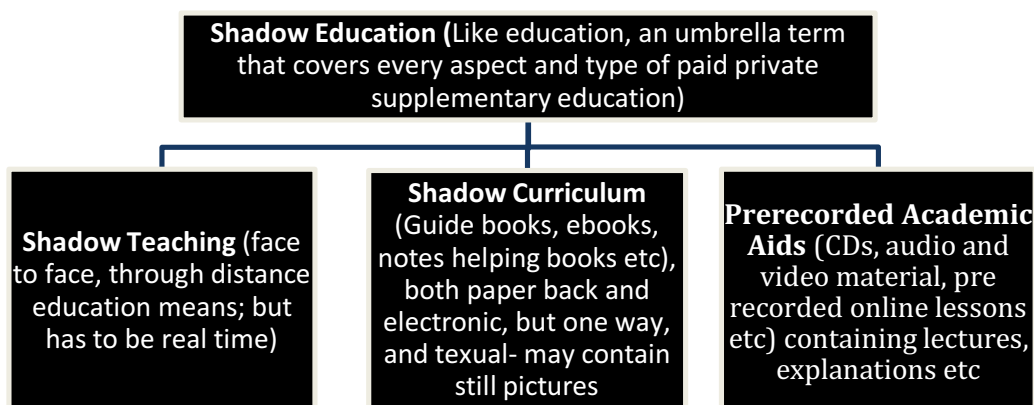 Shadow Education (Like education, an umbrella term
that covers every aspect and type of paid private
supplementary education)
Shadow Teaching (face
to face, through distance
education means; but
has to be real time)
Shadow Curriculum
(Guide books, ebooks,
notes helping books etc),
both paper back and
electronic, but one way,
and texual- may contain
still pictures
Prerecorded Academic
Aids (CDs, audio and
video material, pre
recorded online lessons
etc) containing lectures,
explanations etc